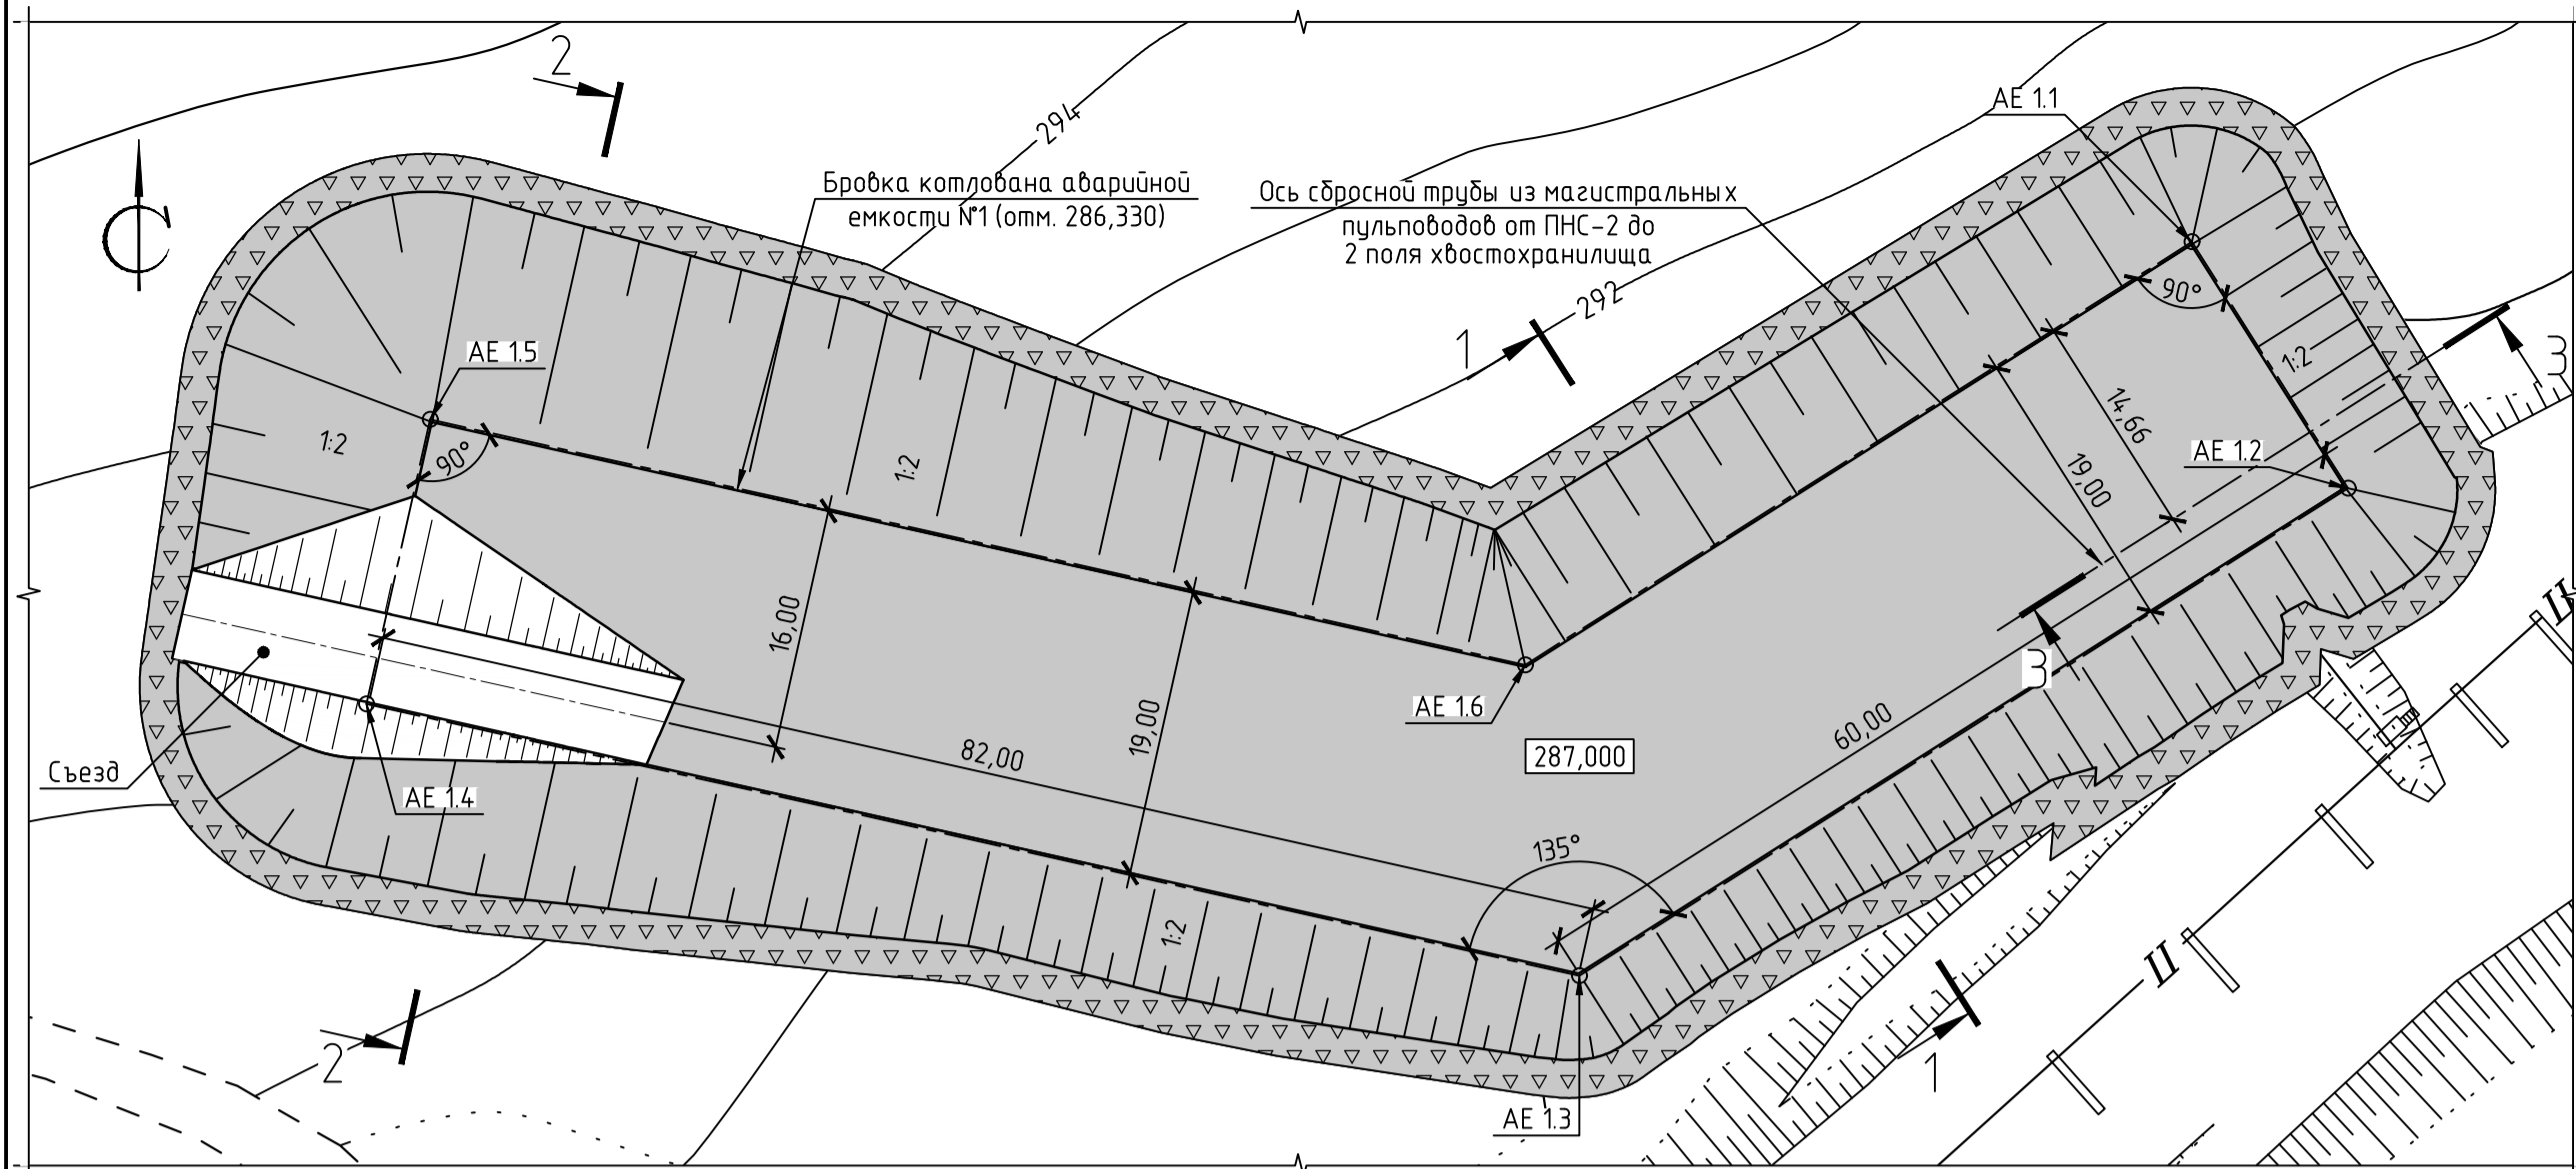 2
294
АЕ 1.1
Бровка котлована аварийной
емкости №1 (отм. 286,330)
Ось сбросной трубы из магистральных
пульповодов от ПНС-2 до
2 поля хвостохранилища
С
292
90°
1
3
АЕ 1.5
1:2
14,66
АЕ 1.2
1:2
90°
1:2
19,00
16,00
3
АЕ 1.6
19,00
82,00
60,00
287,000
Съезд
АЕ 1.4
135°
1:2
II
II
2
1
АЕ 1.3